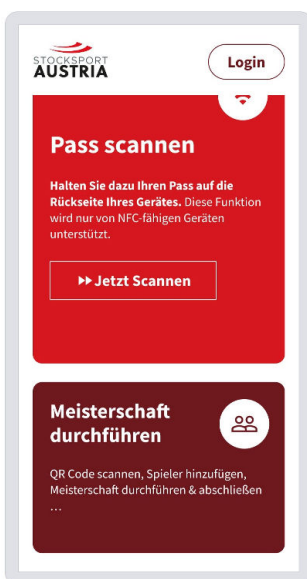 STOCKSPORT
AUSTRIA
Login
Pass scannen
Halten Sie dazu Ihren Pass auf die
Rückseite Ihres Gerätes. Diese Funktion
wird nur von NFC-fähigen Geräten
unterstützt.
Jetzt Scannen
Meisterschaft
durchführen
QR Code scannen, Spieler hinzufügen,
Meisterschaft durchführen & abschließen
...